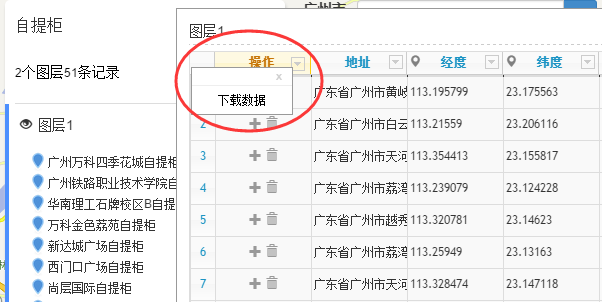 广州市
自提柜
2个图层51条记录
图层1
广州万科四季花城自提柜
广州铁路职业技术学院自
华南理工石牌校区B自提
万科金色荔苑自提柜
新达城广场自提柜
西门口广场自提柜
尚层国际自提柜
图层1
操作 地址 经度 纬度
x
下载数据
广东省广州市黄岐 113.195799 23.175563
2 广东省广州市白云 113.21559 23.206116
3 广东省广州市天河 113.354413 23.155817
4 广东省广州市荔湾 113.239079 23.124228
5 广东省广州市越秀 113.320781 23.14623
6 广东省广州市荔湾 113.25949 23.13163
7 广东省广州市天河 113.328474 23.147118